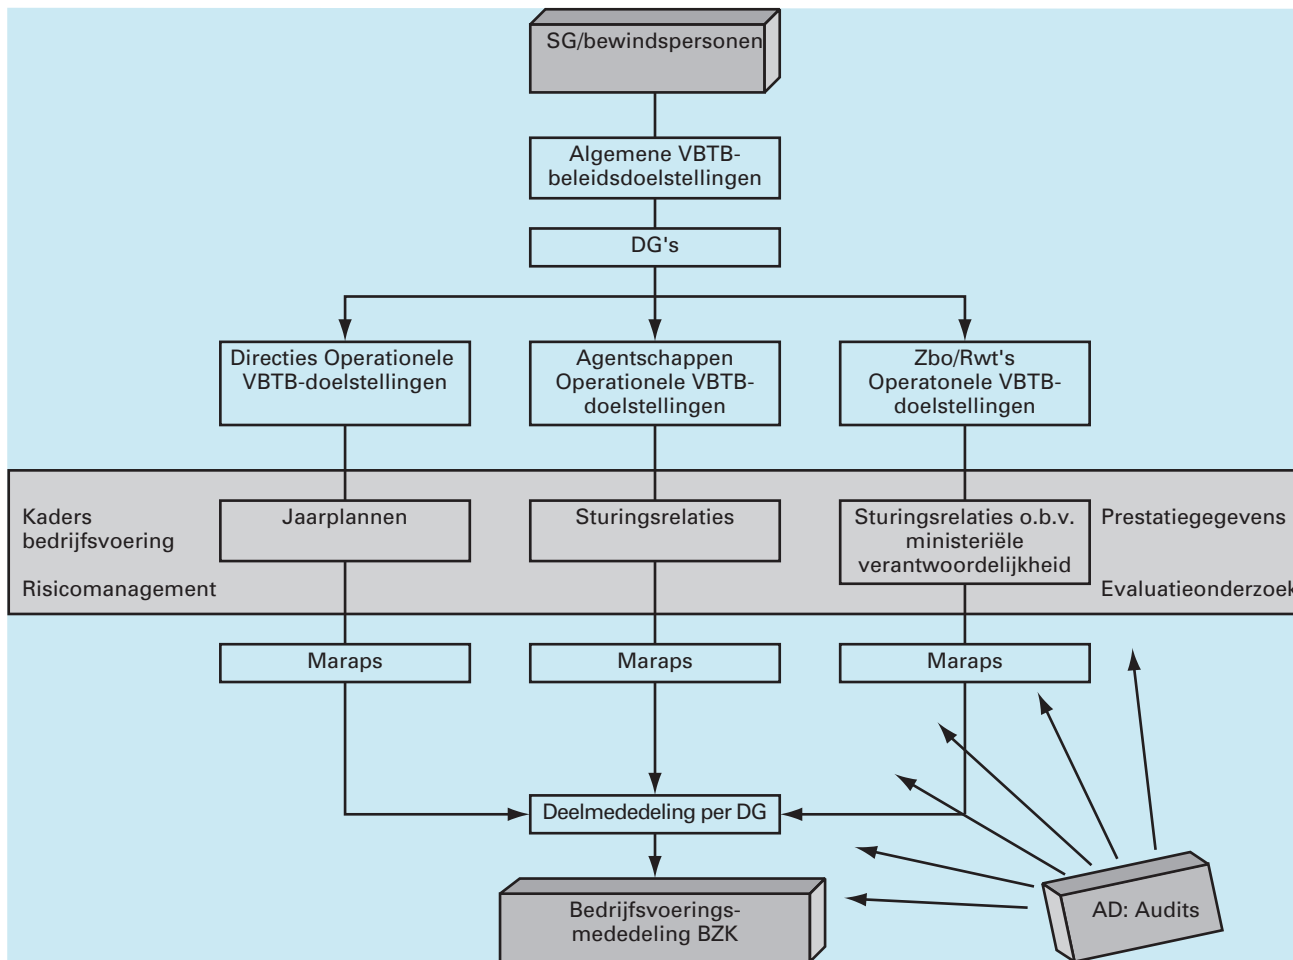 SG/bewindspersonen
Algemene VBTB-
beleidsdoelstellingen
DG's
Directies Operationele
VBTB-doelstellingen
Agentschappen
Operationele VBTB-
doelstellingen
Zbo/Rwt's
Operatonele VBTB-
doelstellingen
Kaders
bedrijfsvoering
Risicomanagement
Jaarplannen
Sturingsrelaties
Sturingsrelaties o.b.v.
ministeriële
verantwoordelijkheid
Prestatiegegevens
Evaluatieonderzoek
Maraps
Maraps
Maraps
Deelmededeling per DG
Bedrijfsvoerings-
mededeling BZK
AD: Audits